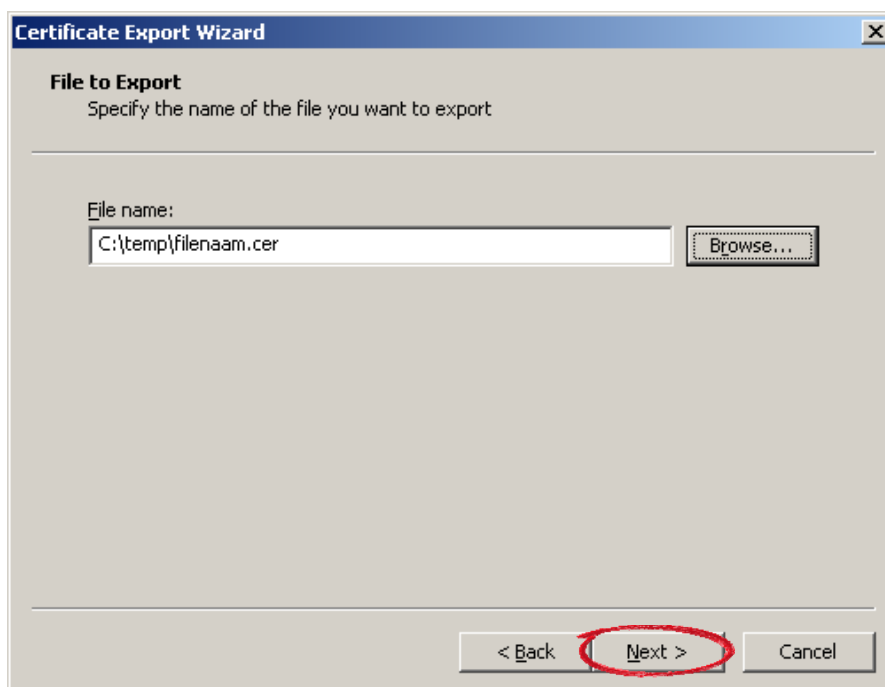 Certificate Export Wizard
File to Export
Specify the name of the file you want to export
File name:
C:\temp\filenaam.cer
Browse...
< Back
Next >
Cancel